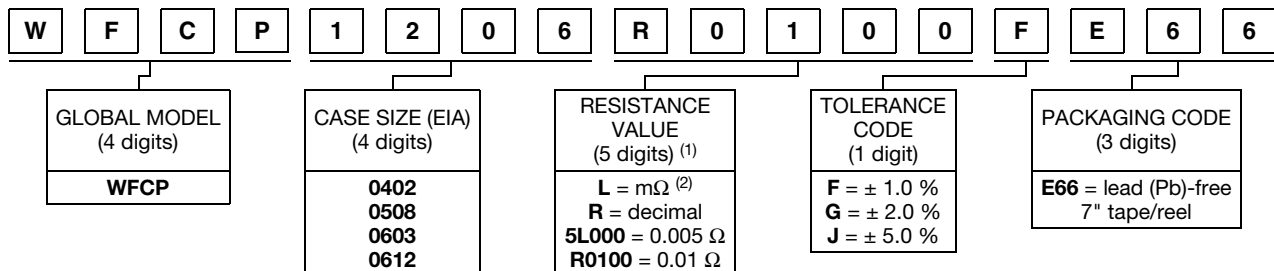 W F C P 1 2 0 6 R 0 1 0 0 F E 6 6
GLOBAL MODEL
(4 digits)
WFCP
CASE SIZE (EIA)
(4 digits)
0402
0508
0603
0612
RESISTANCE
VALUE
(5 digits) (1)
L = mΩ (2)
R = decimal
5L000 = 0.005 Ω
R0100 = 0.01 Ω
TOLERANCE
CODE
(1 digit)
F = ± 1.0 %
G = ± 2.0 %
J = ± 5.0 %
PACKAGING CODE
(3 digits)
E66 = lead (Pb)-free
7" tape/reel